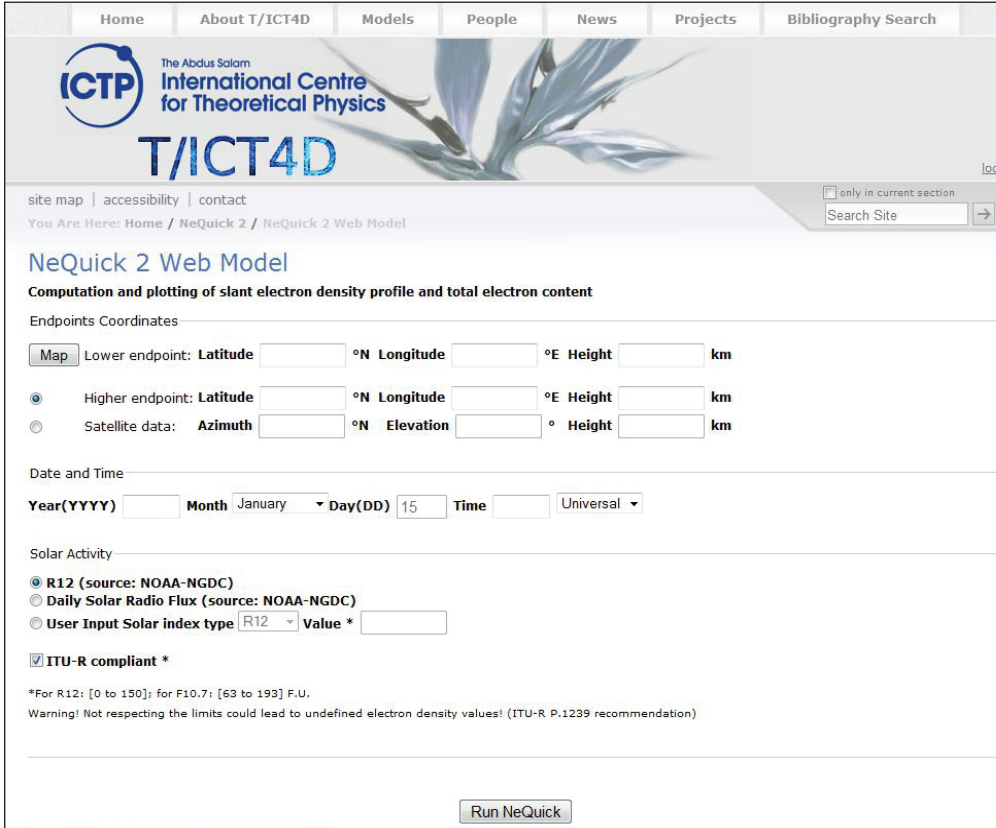 Home About T/ICT4D Models People News Projects Bibliography Search
ICTP
The Abdus Salam
International Centre
for Theoretical Physics
T/ICT4D
site map | accessibility | contact
only in current section
Search Site
You Are Here: Home / NeQuick 2 / NeQuick 2 Web Model
NeQuick 2 Web Model
Computation and plotting of slant electron density profile and total electron content
Endpoints Coordinates
Map Lower endpoint: Latitude °N Longitude °E Height km
Higher endpoint: Latitude °N Longitude °E Height km
Satellite data: Azimuth °N Elevation ° Height km
Date and Time
Year(YYYY) Month January Day(DD) 15 Time Universal
Solar Activity
R12 (source: NOAA-NGDC)
Daily Solar Radio Flux (source: NOAA-NGDC)
User Input Solar index type R12 Value *
ITU-R compliant *
*For R12: [0 to 150]; for F10.7: [63 to 193] F.U.
Warning! Not respecting the limits could lead to undefined electron density values! (ITU-R P.1239 recommendation)
Run NeQuick